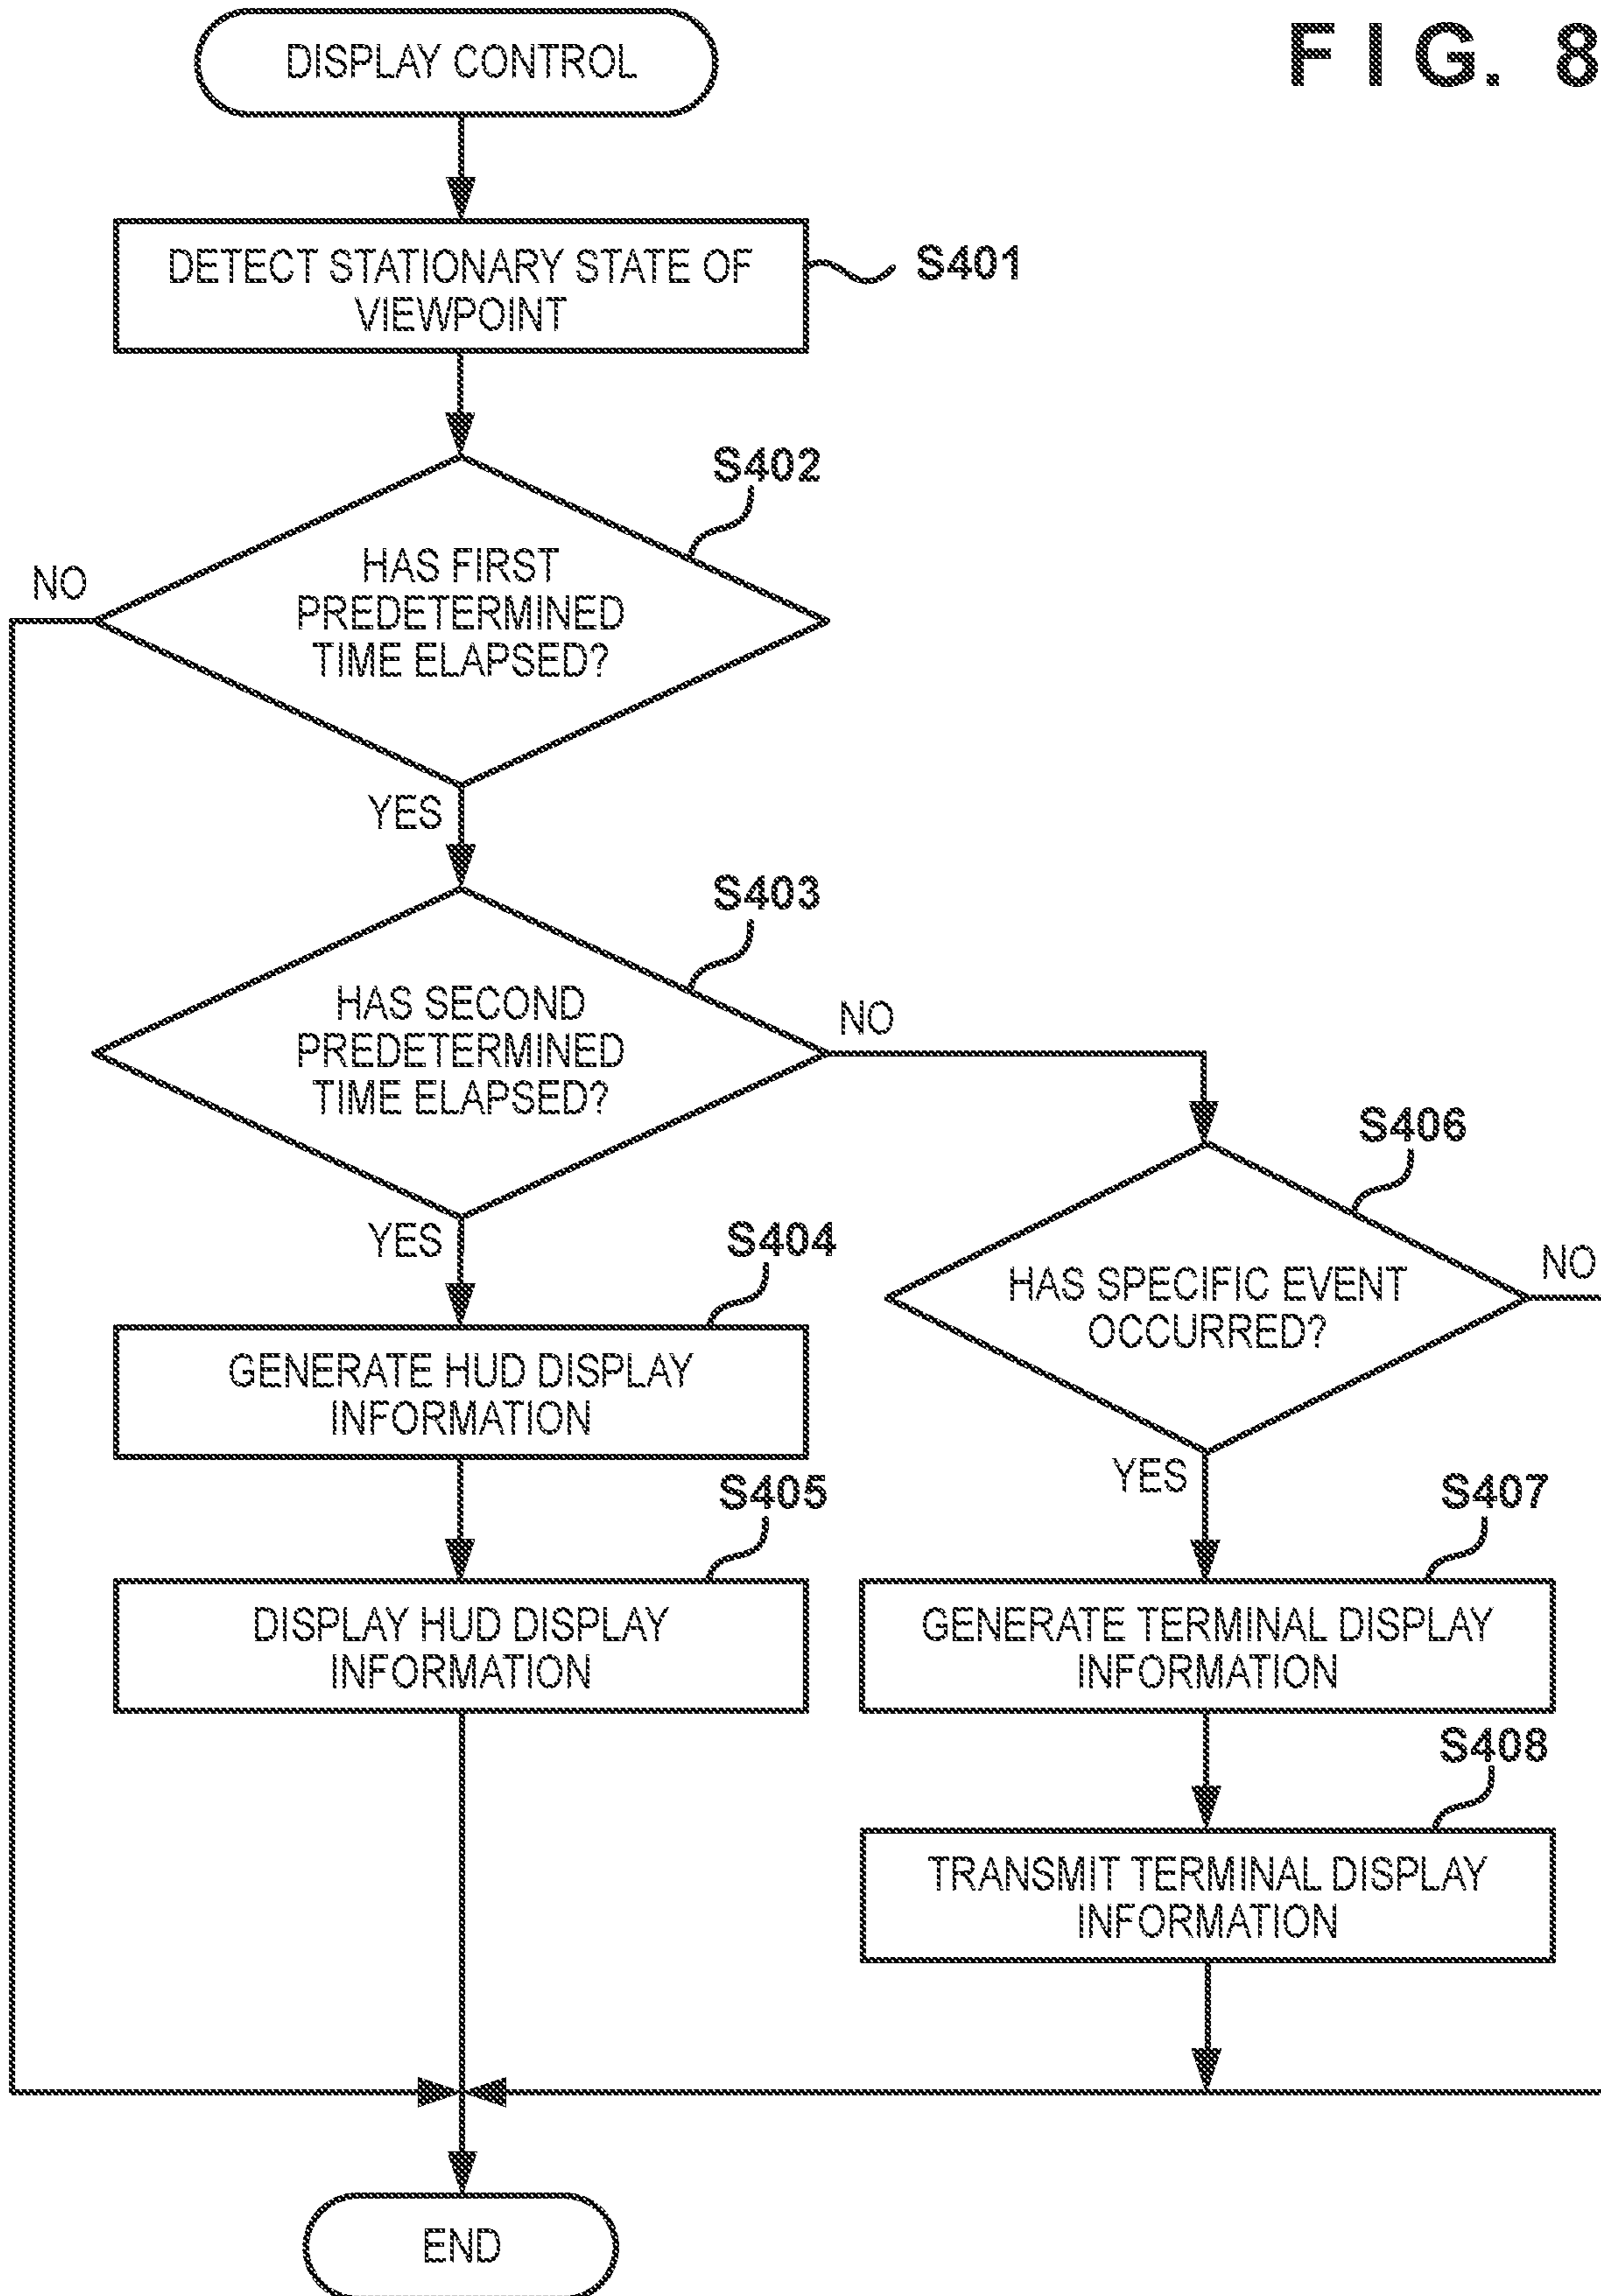 FIG. 8
DISPLAY CONTROL
DETECT STATIONARY STATE OF
VIEWPOINT
S401
S402
HAS FIRST
PREDETERMINED
TIME ELAPSED?
NO
YES
S403
HAS SECOND
PREDETERMINED
TIME ELAPSED?
NO
YES
S404
GENERATE HUD DISPLAY
INFORMATION
S405
DISPLAY HUD DISPLAY
INFORMATION
S406
HAS SPECIFIC EVENT
OCCURRED?
NO
YES
S407
GENERATE TERMINAL DISPLAY
INFORMATION
S408
TRANSMIT TERMINAL DISPLAY
INFORMATION
END